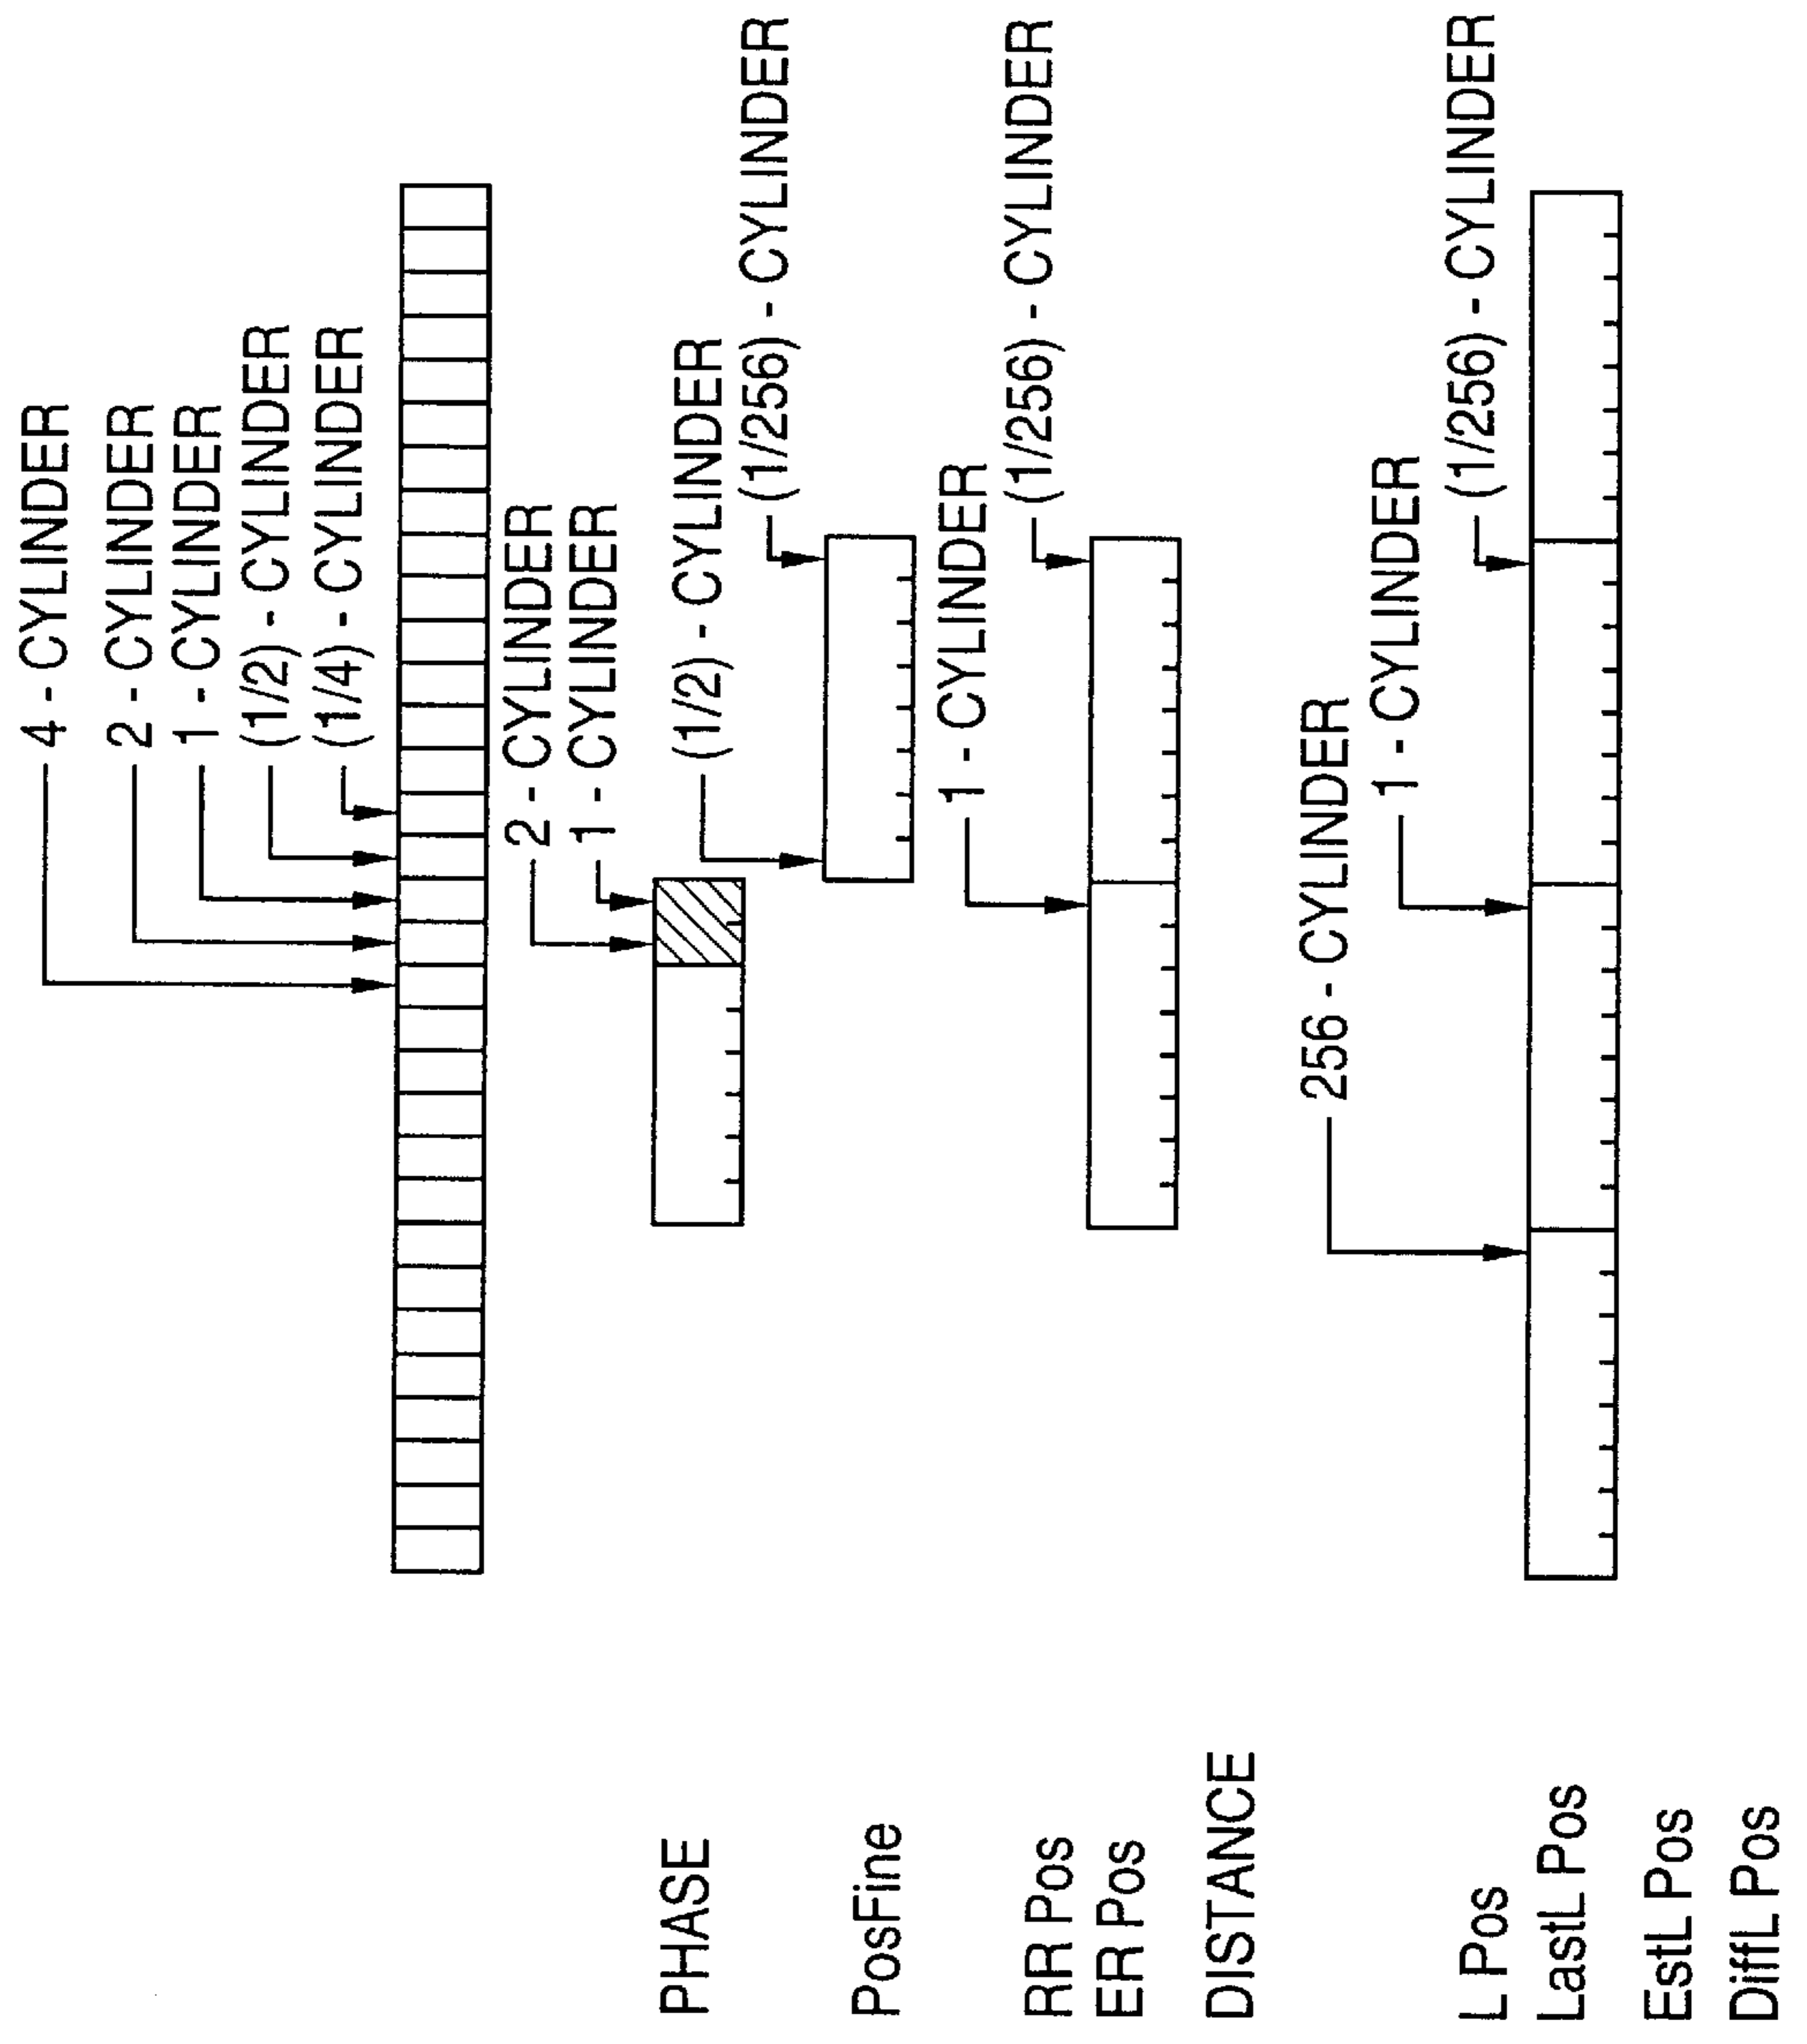 4 - CYLINDER
2 - CYLINDER
1 - CYLINDER
(1/2) - CYLINDER
(1/4) - CYLINDER
2 - CYLINDER
1 - CYLINDER
PHASE
(1/2) - CYLINDER
(1/256) - CYLINDER
PosFine
1 - CYLINDER
(1/256) - CYLINDER
RR Pos
ER Pos
DISTANCE
256 - CYLINDER
1 - CYLINDER
(1/256) - CYLINDER
L Pos
LastL Pos
EstL Pos
DiffL Pos